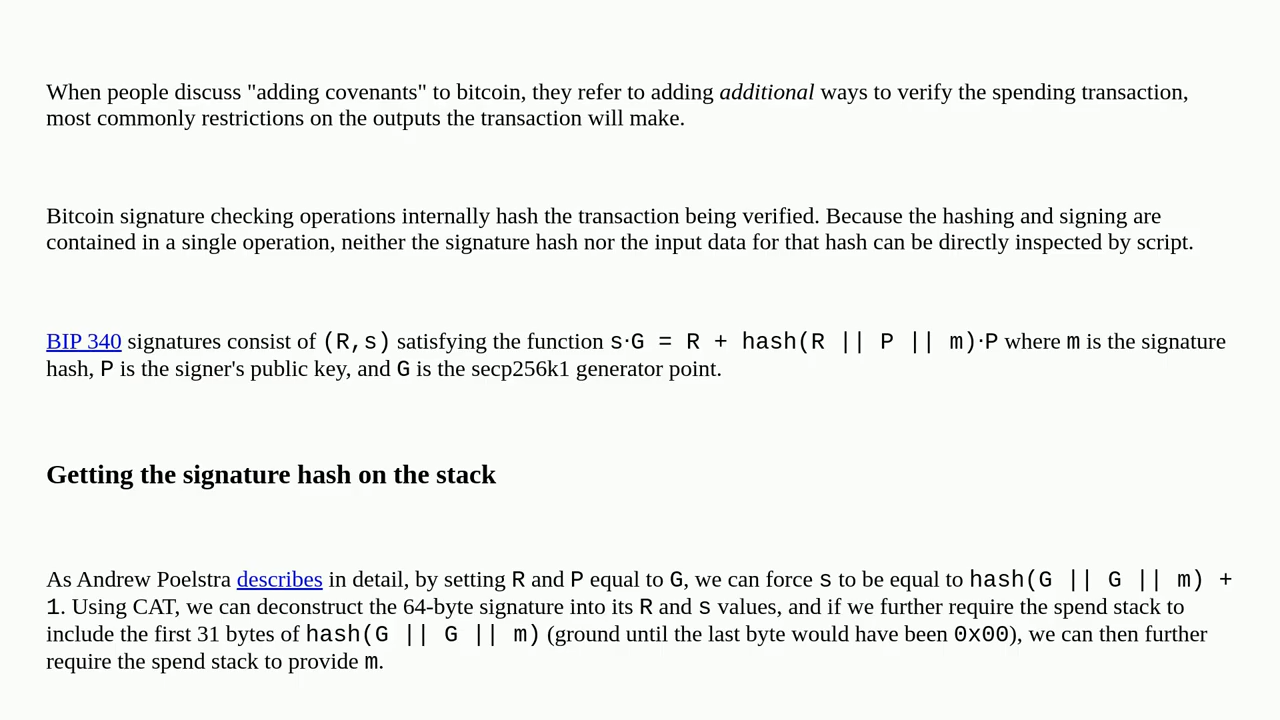 When people discuss "adding covenants" to bitcoin, they refer to adding additional ways to verify the spending transaction,
most commonly restrictions on the outputs the transaction will make.
Bitcoin signature checking operations internally hash the transaction being verified. Because the hashing and signing are
contained in a single operation, neither the signature hash nor the input data for that hash can be directly inspected by script.
BIP 340 signatures consist of (R,s) satisfying the function s·G = R + hash(R || P || m)·P where m is the signature
hash, P is the signer's public key, and G is the secp256k1 generator point.
Getting the signature hash on the stack
As Andrew Poelstra describes in detail, by setting R and P equal to G, we can force s to be equal to hash(G || G || m) +
1. Using CAT, we can deconstruct the 64-byte signature into its R and s values, and if we further require the spend stack to
include the first 31 bytes of hash(G || G || m) (ground until the last byte would have been 0x00), we can then further
require the spend stack to provide m.